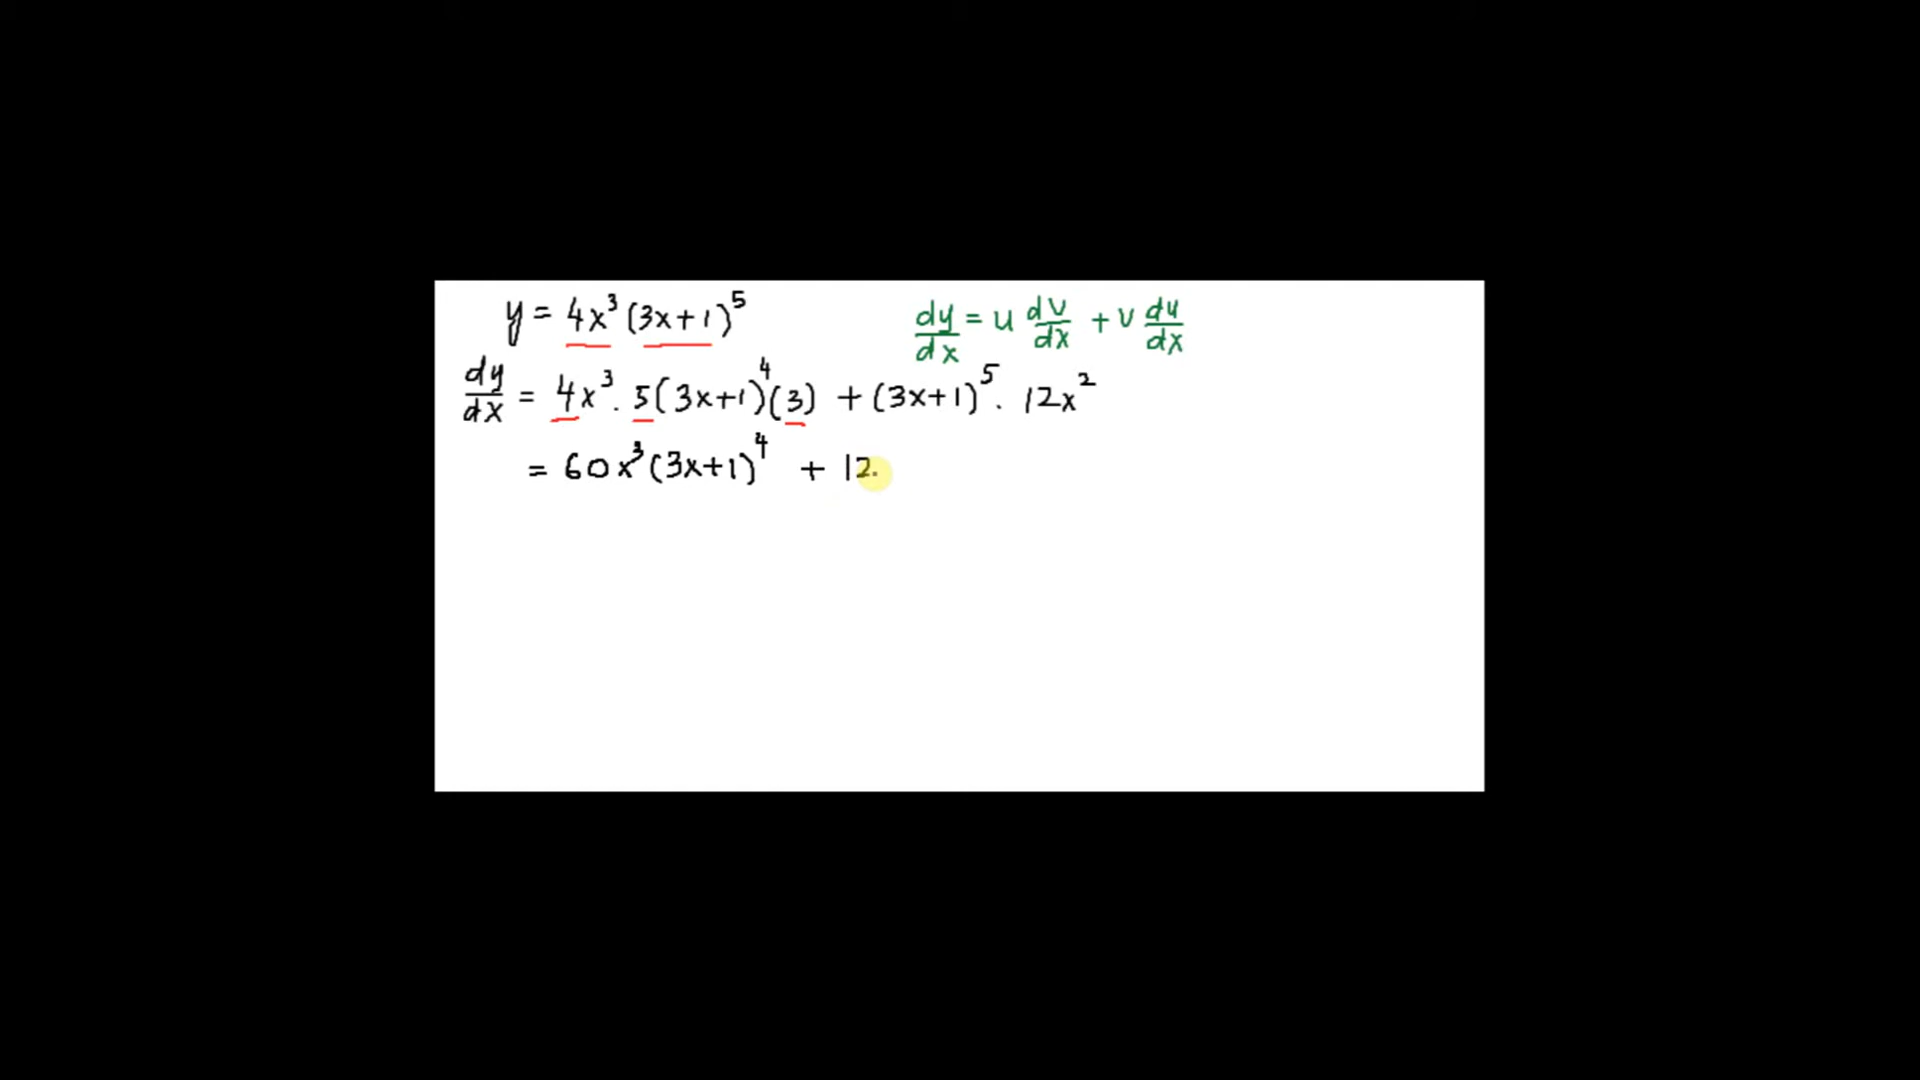 y = 4x³(3x+1)⁵ dy/dx = u dv/dx + v du/dx
dy/dx = 4x³ . 5(3x+1)⁴(3) + (3x+1)⁵ . 12x²
= 60x³(3x+1)⁴ + 12